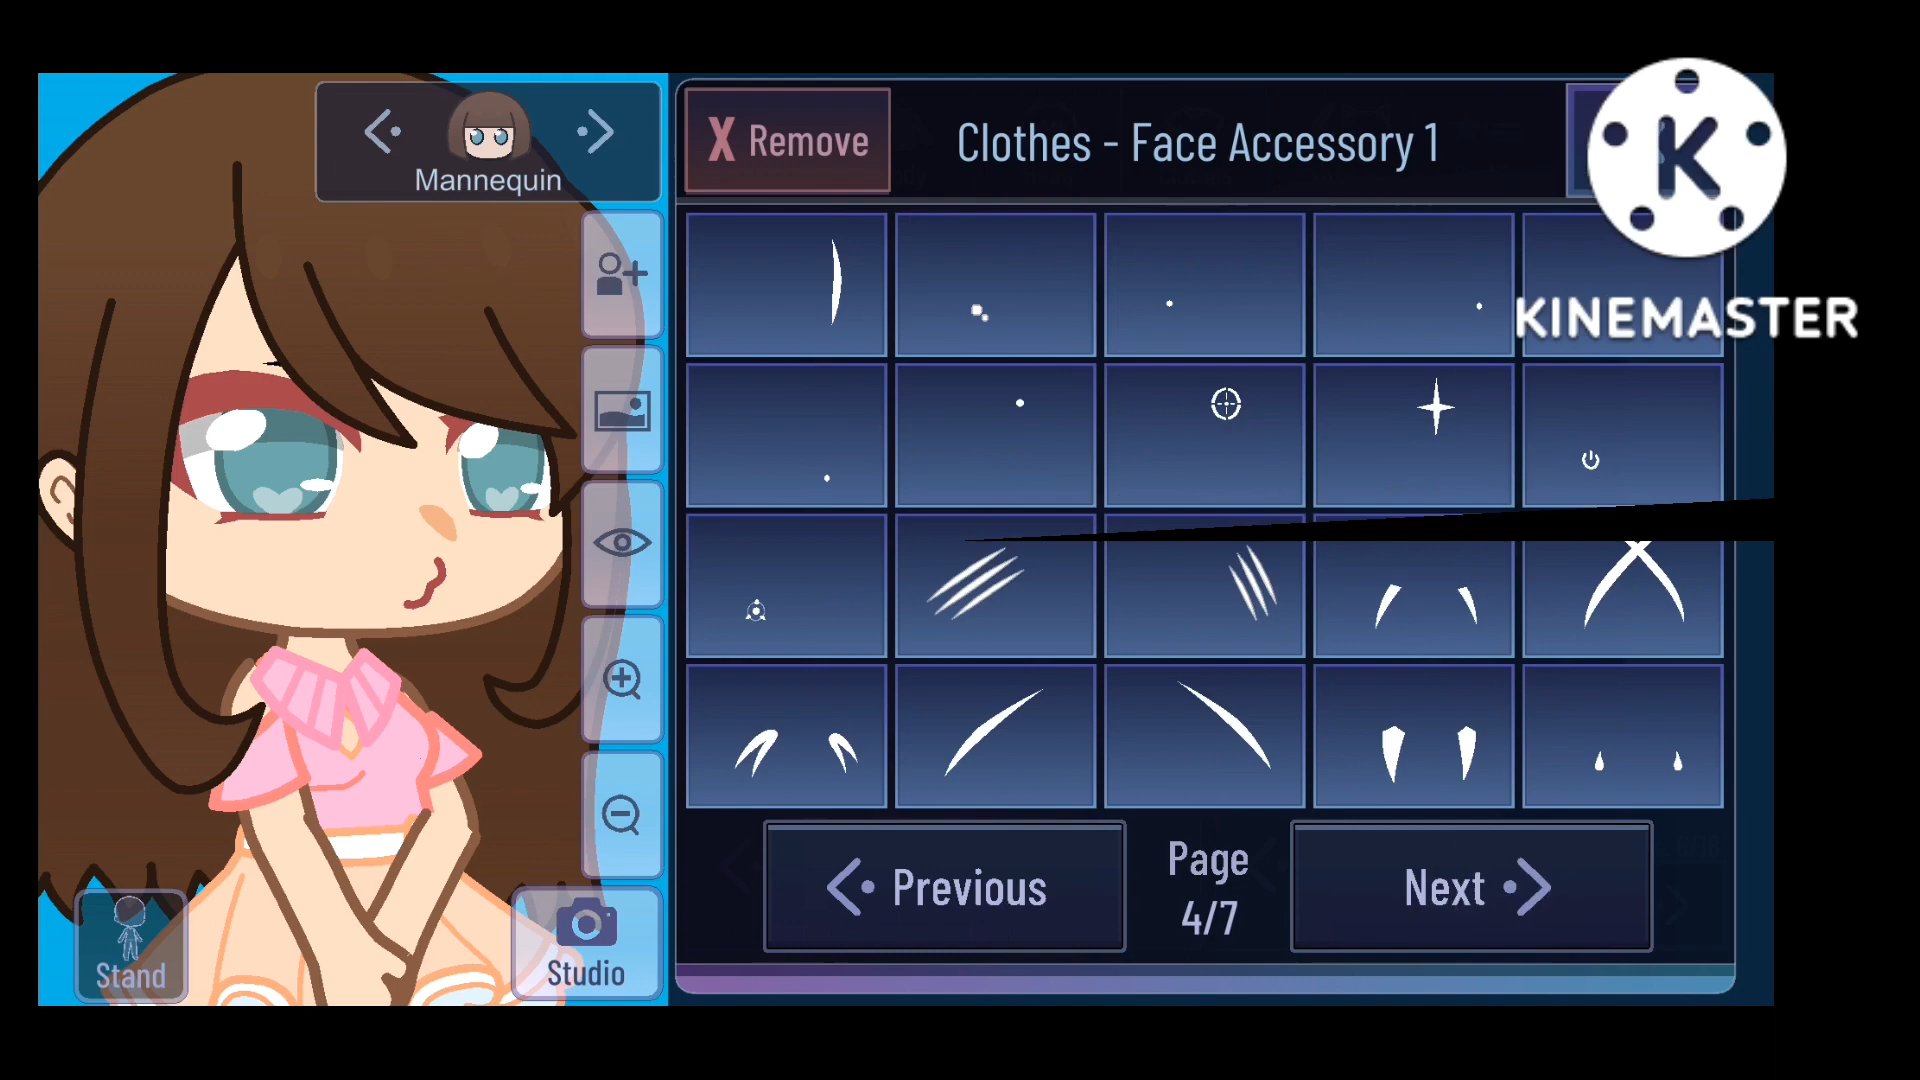 Mannequin
X Remove
Clothes - Face Accessory 1
K
KINEMASTER
Previous
Page
4/7
Next
Stand
Studio